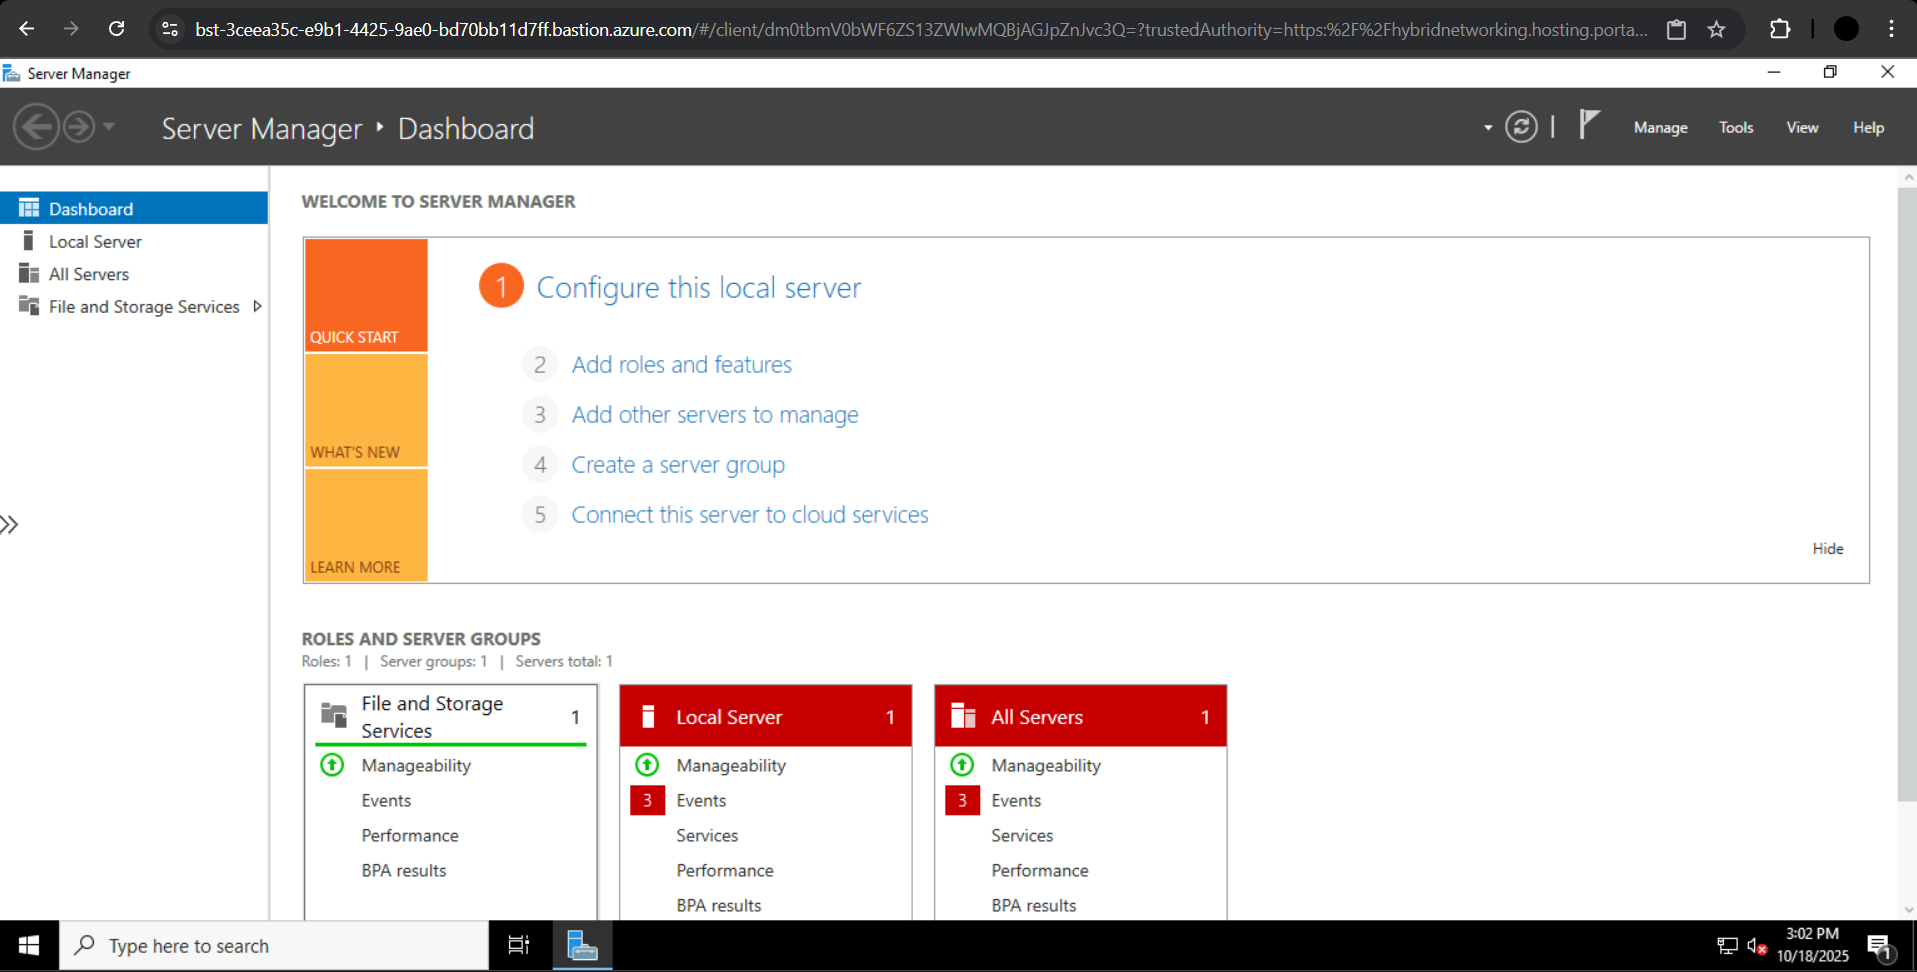 bst-3ceea35c-e9b1-4425-9ae0-bd70bb11d7ff.bastion.azure.com/#/client/dm0tbmV0bWF6ZS13ZWIwMQBjAGJpZnJvc3Q=?trustedAuthority=https:%2F%2Fhybridnetworking.hosting.porta...
Server Manager
Server Manager ‣ Dashboard
Manage Tools View Help
Dashboard
Local Server
All Servers
File and Storage Services
WELCOME TO SERVER MANAGER
QUICK START
WHAT'S NEW
LEARN MORE
1 Configure this local server
2 Add roles and features
3 Add other servers to manage
4 Create a server group
5 Connect this server to cloud services
Hide
ROLES AND SERVER GROUPS
Roles: 1 | Server groups: 1 | Servers total: 1
File and Storage Services 1
Manageability
Events
Performance
BPA results
Local Server 1
Manageability
3 Events
Services
Performance
BPA results
All Servers 1
Manageability
3 Events
Services
Performance
BPA results
Type here to search
3:02 PM
10/18/2025
1